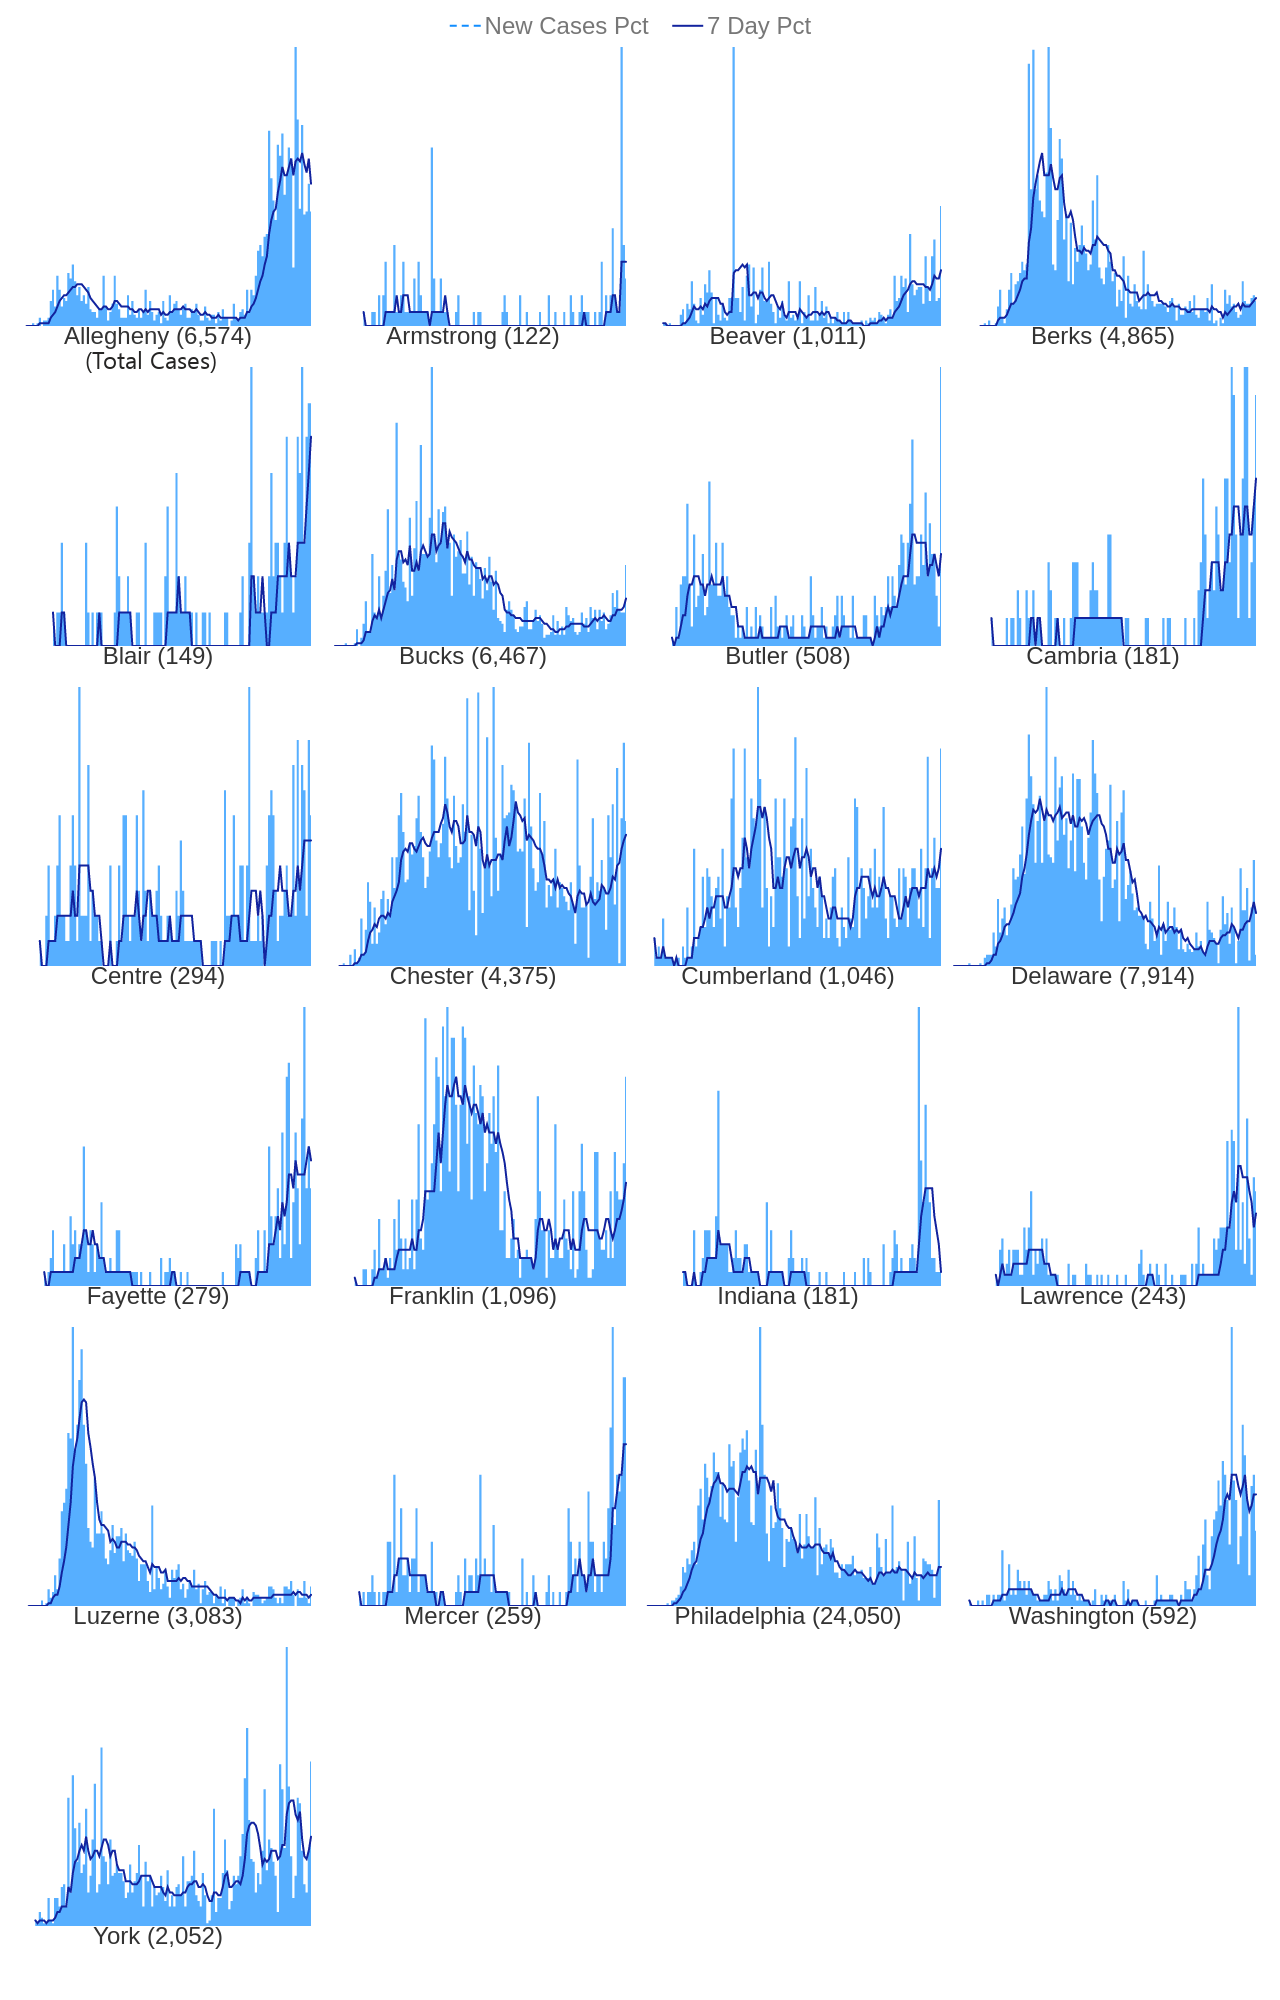 New Cases Pct 7 Day Pct
Allegheny (6,574) Armstrong (122) Beaver (1,011) Berks (4,865)
(Total Cases)
Blair (149) Bucks (6,467) Butler (508) Cambria (181)
Centre (294) Chester (4,375) Cumberland (1,046) Delaware (7,914)
Fayette (279) Franklin (1,096) Indiana (181) Lawrence (243)
Luzerne (3,083) Mercer (259) Philadelphia (24,050) Washington (592)
York (2,052)